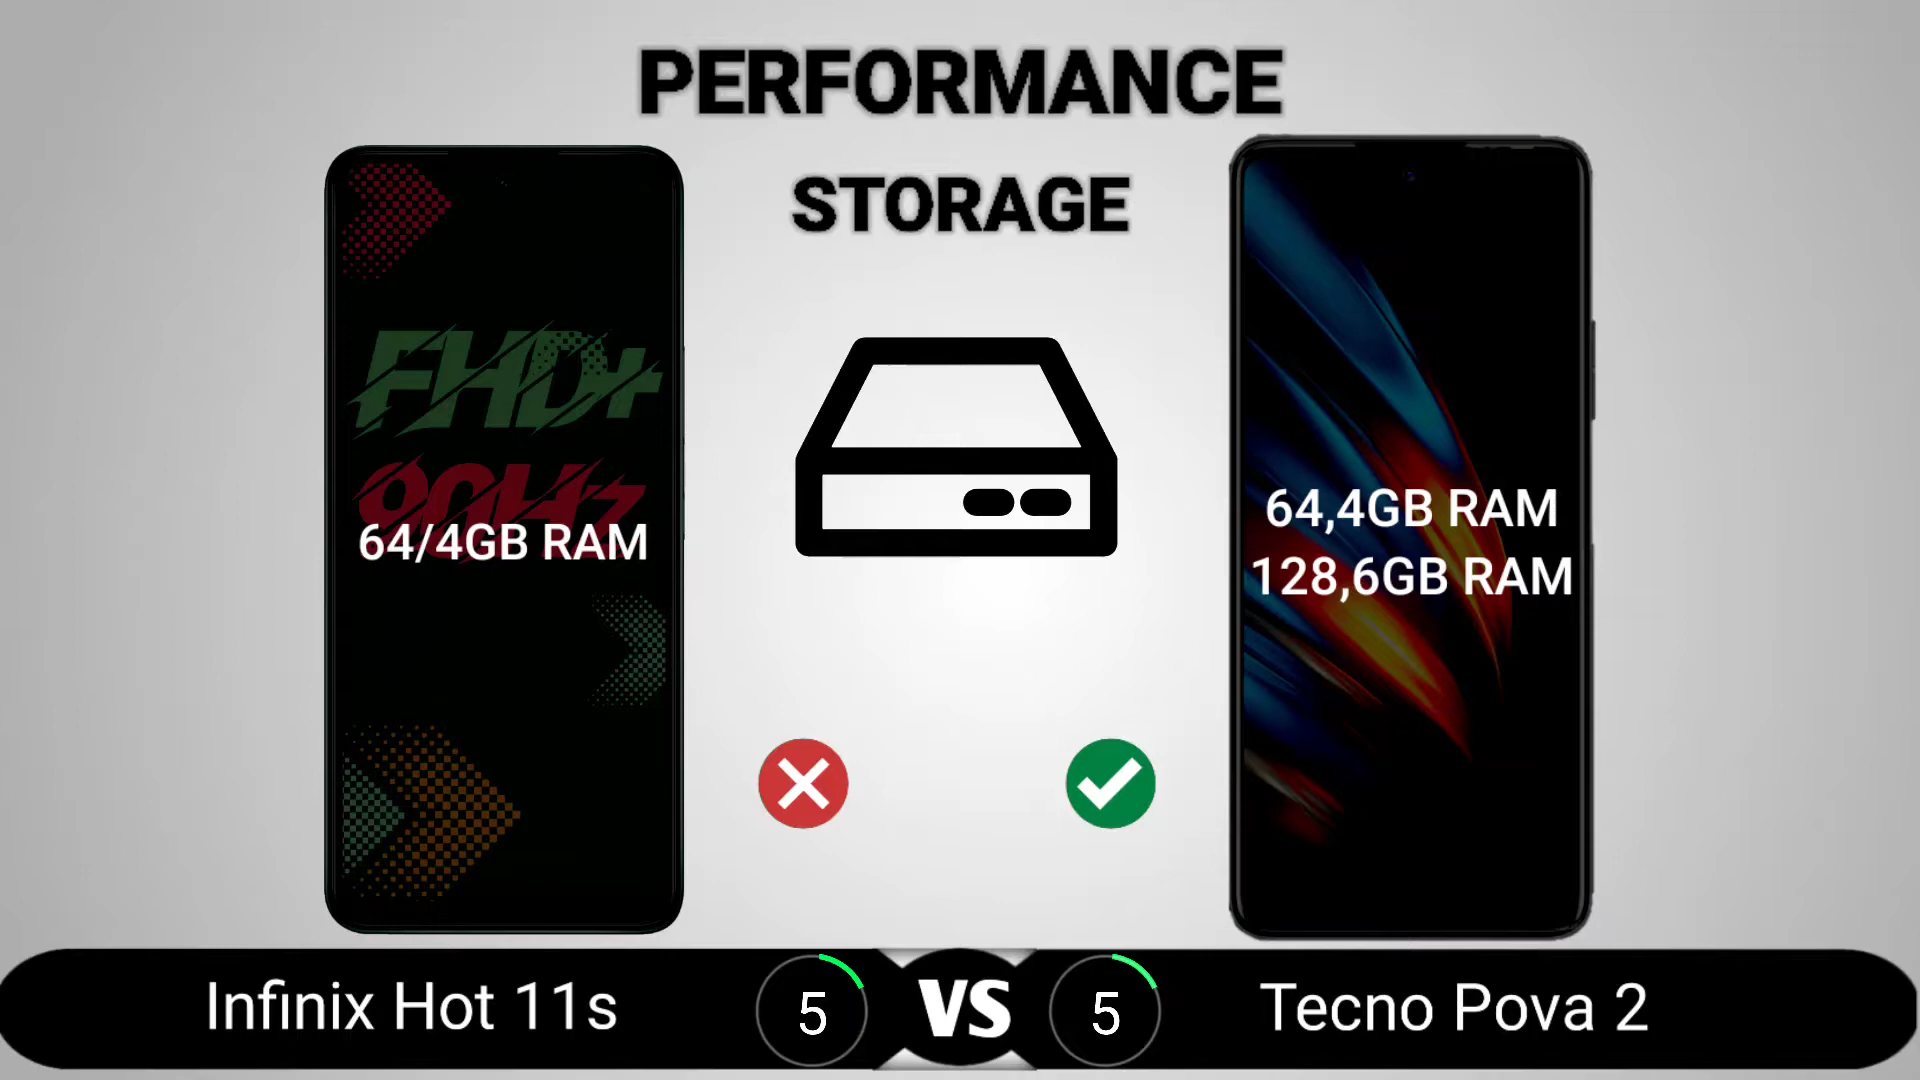 PERFORMANCE
STORAGE
FHD+
90Hz
64/4GB RAM
64,4GB RAM
128,6GB RAM
Infinix Hot 11s
5
VS
5
Tecno Pova 2